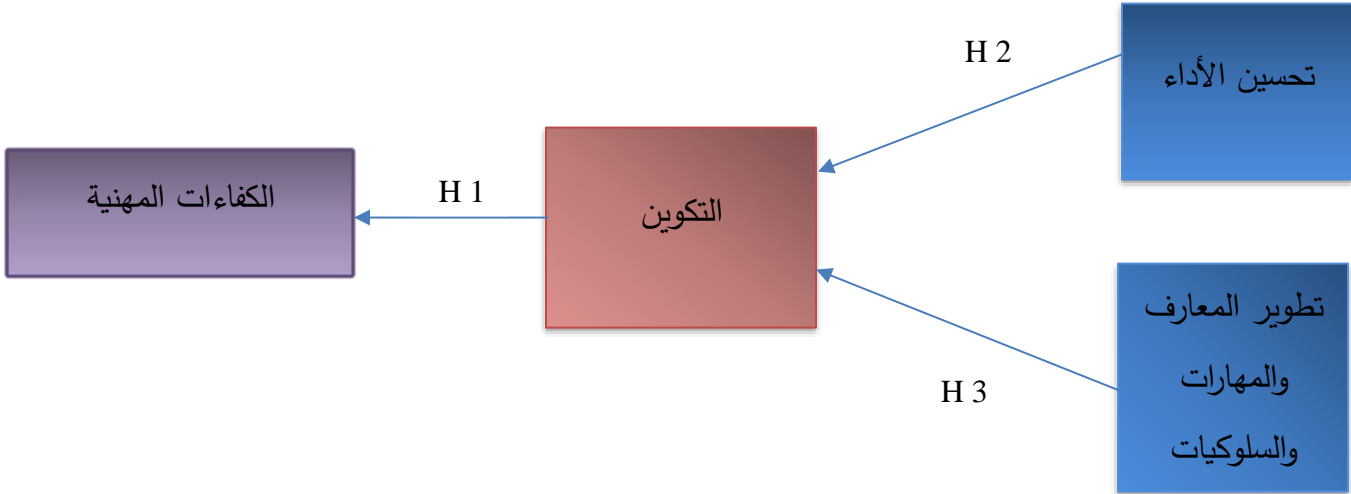 تحسين الأداء
H 2
التكوين
H 1
الكفاءات المهنية
تطوير المعارف
والمهارات
والسلوكيات
H 3